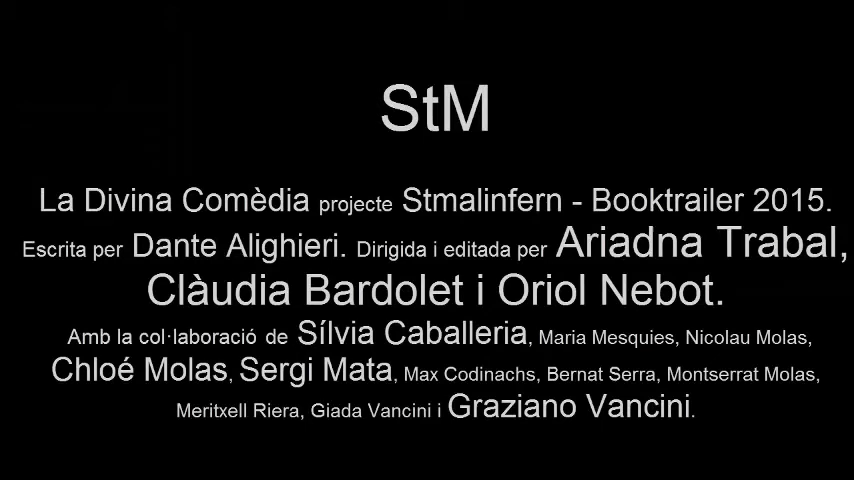 StM
La Divina Comèdia projecte Stmalinfern - Booktrailer 2015.
Escrita per Dante Alighieri. Dirigida i editada per Ariadna Trabal,
Clàudia Bardolet i Oriol Nebot.
Amb la col·laboració de Sílvia Caballeria, Maria Mesquies, Nicolau Molas,
Chloé Molas, Sergi Mata, Max Codinachs, Bernat Serra, Montserrat Molas,
Meritxell Riera, Giada Vancini i Graziano Vancini.